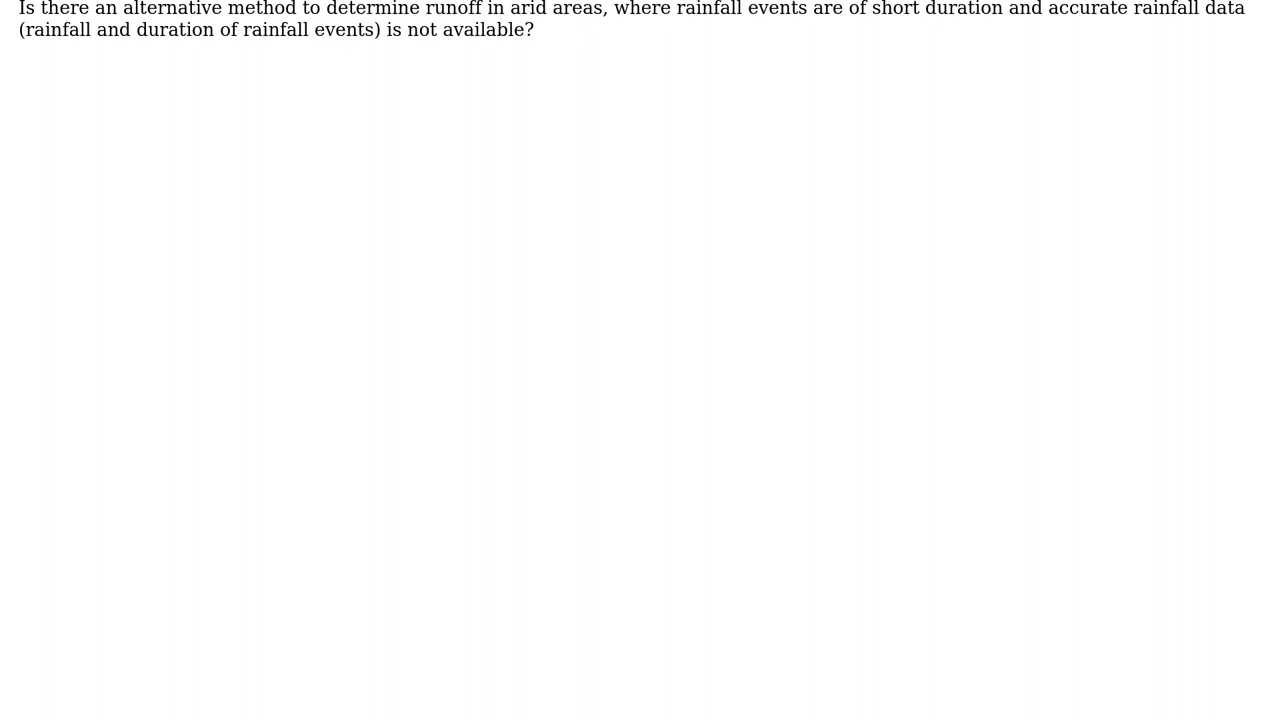 Is there an alternative method to determine runoff in arid areas, where rainfall events are of short duration and accurate rainfall data
(rainfall and duration of rainfall events) is not available?